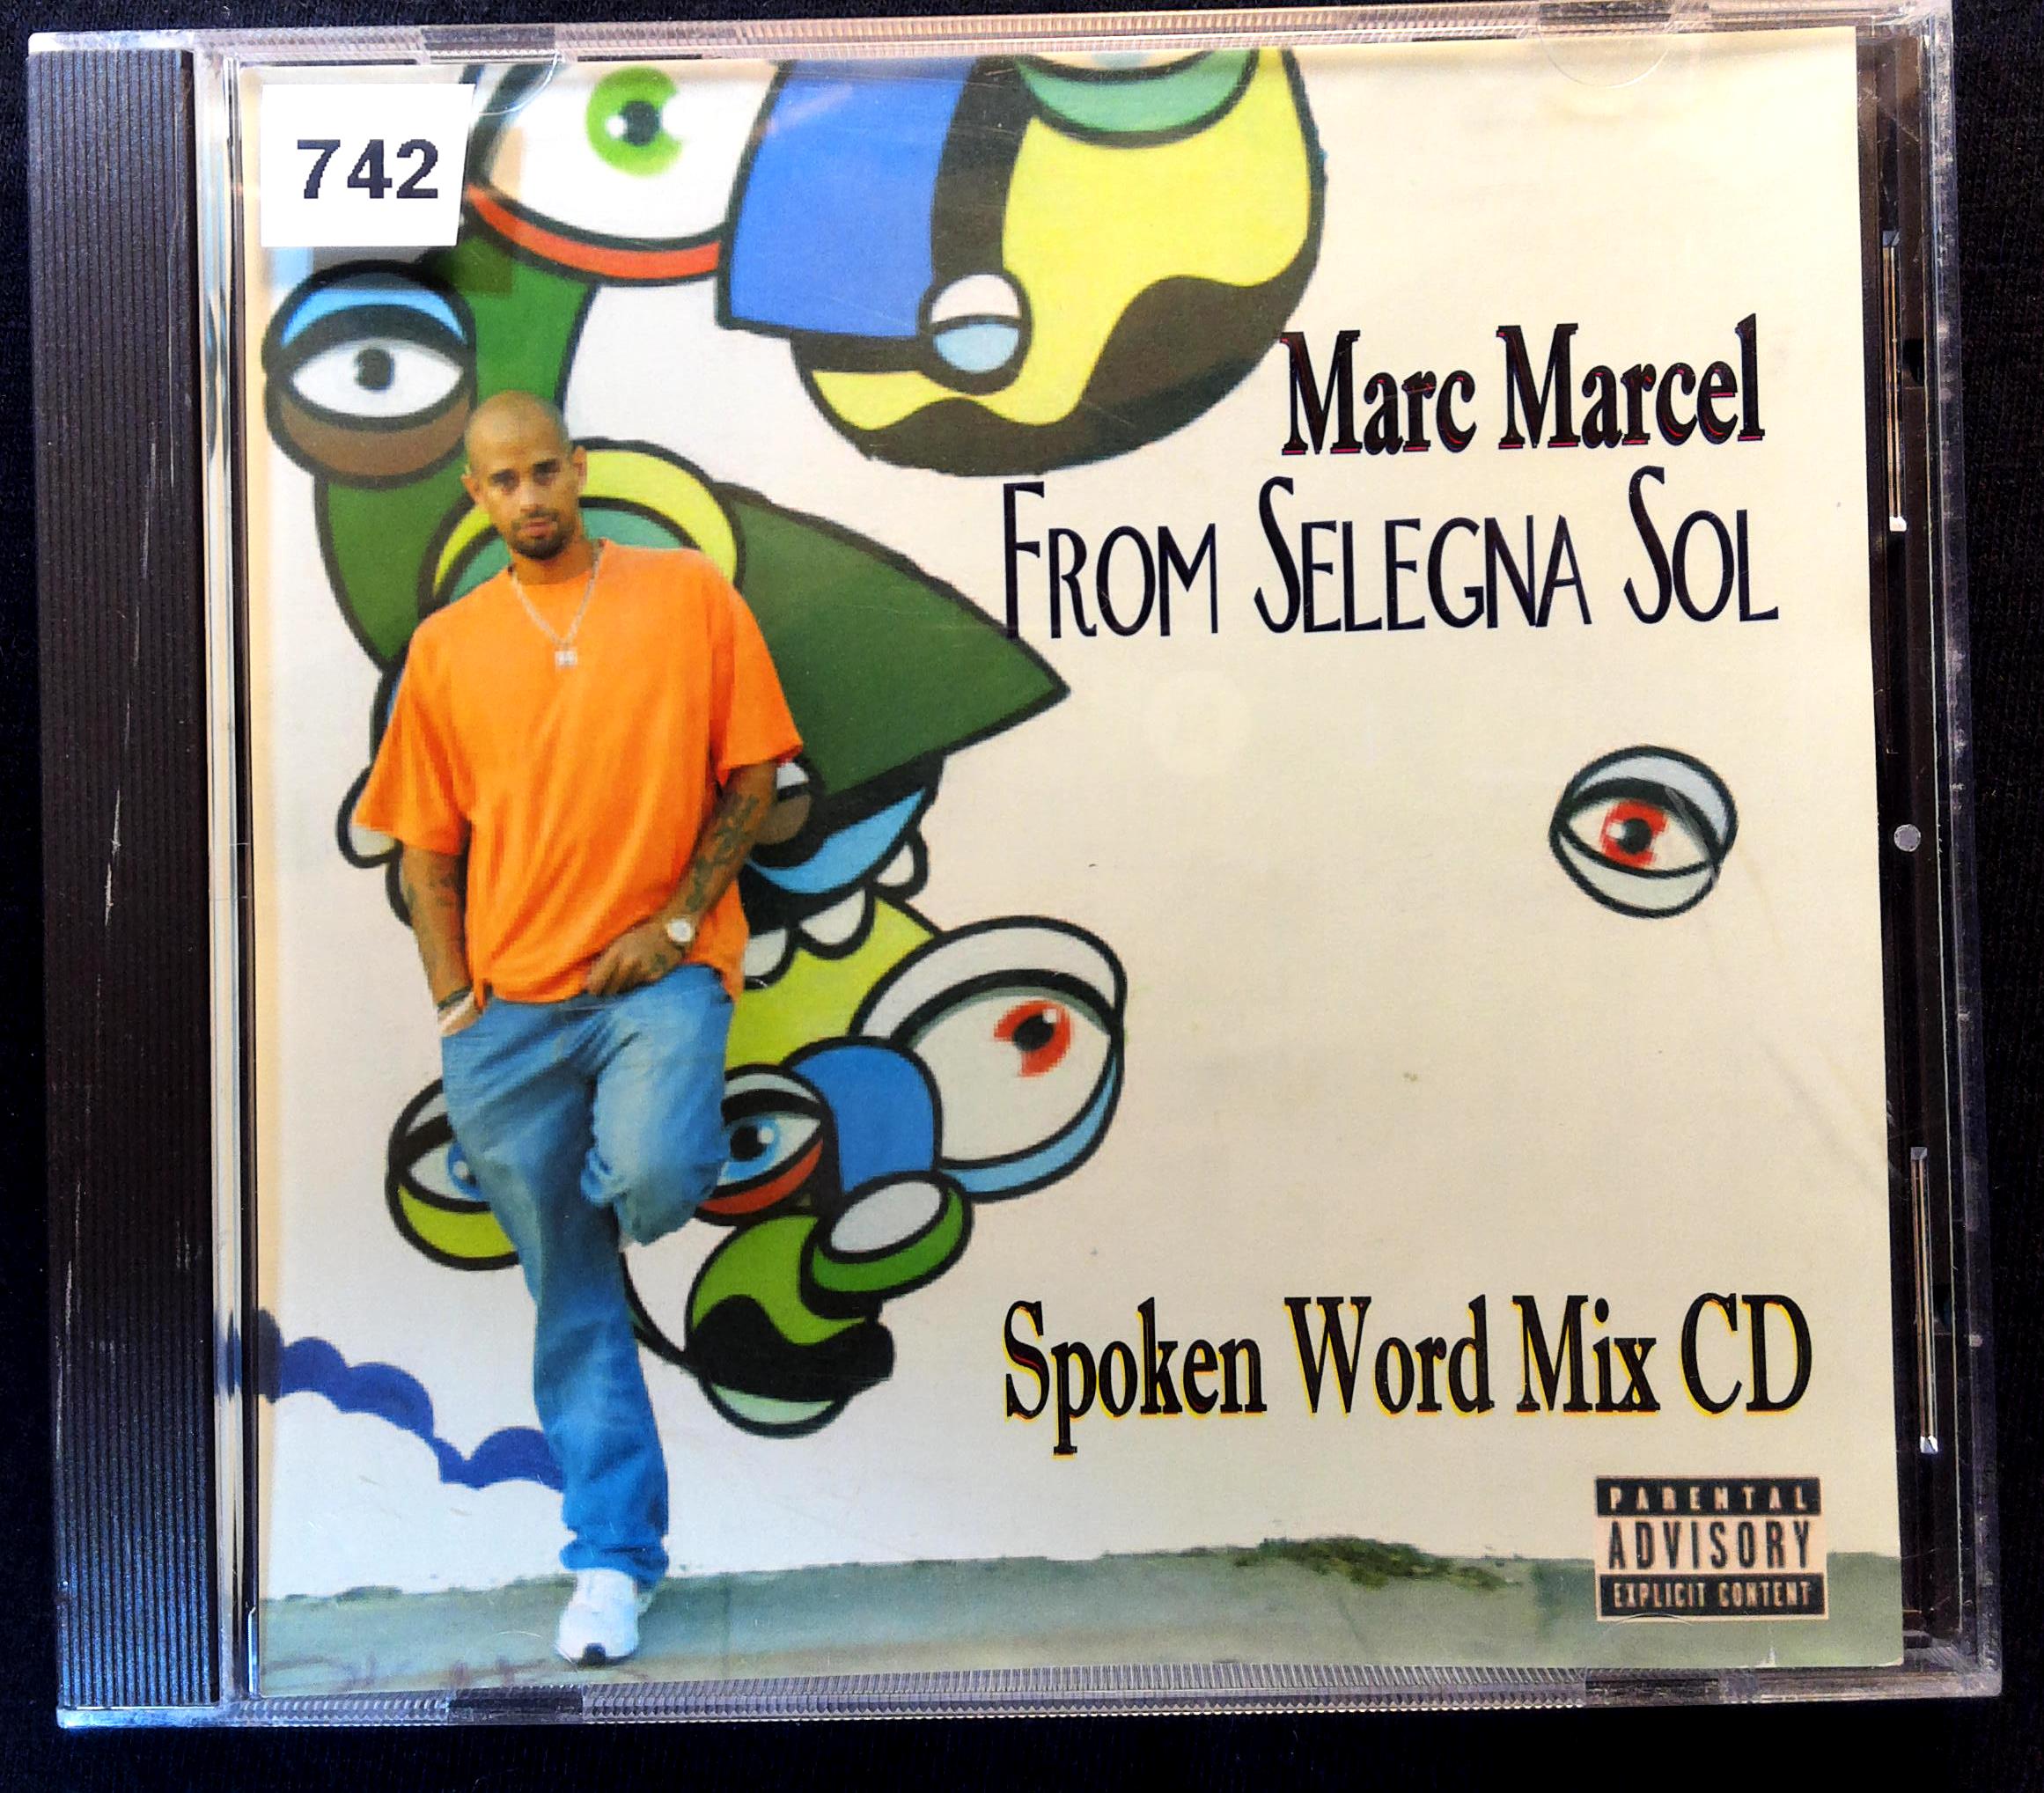 742
Marc Marcel
FROM SELEGNA SOL
Spoken Word Mix CD
PARENTAL
ADVISORY
EXPLICIT CONTENT